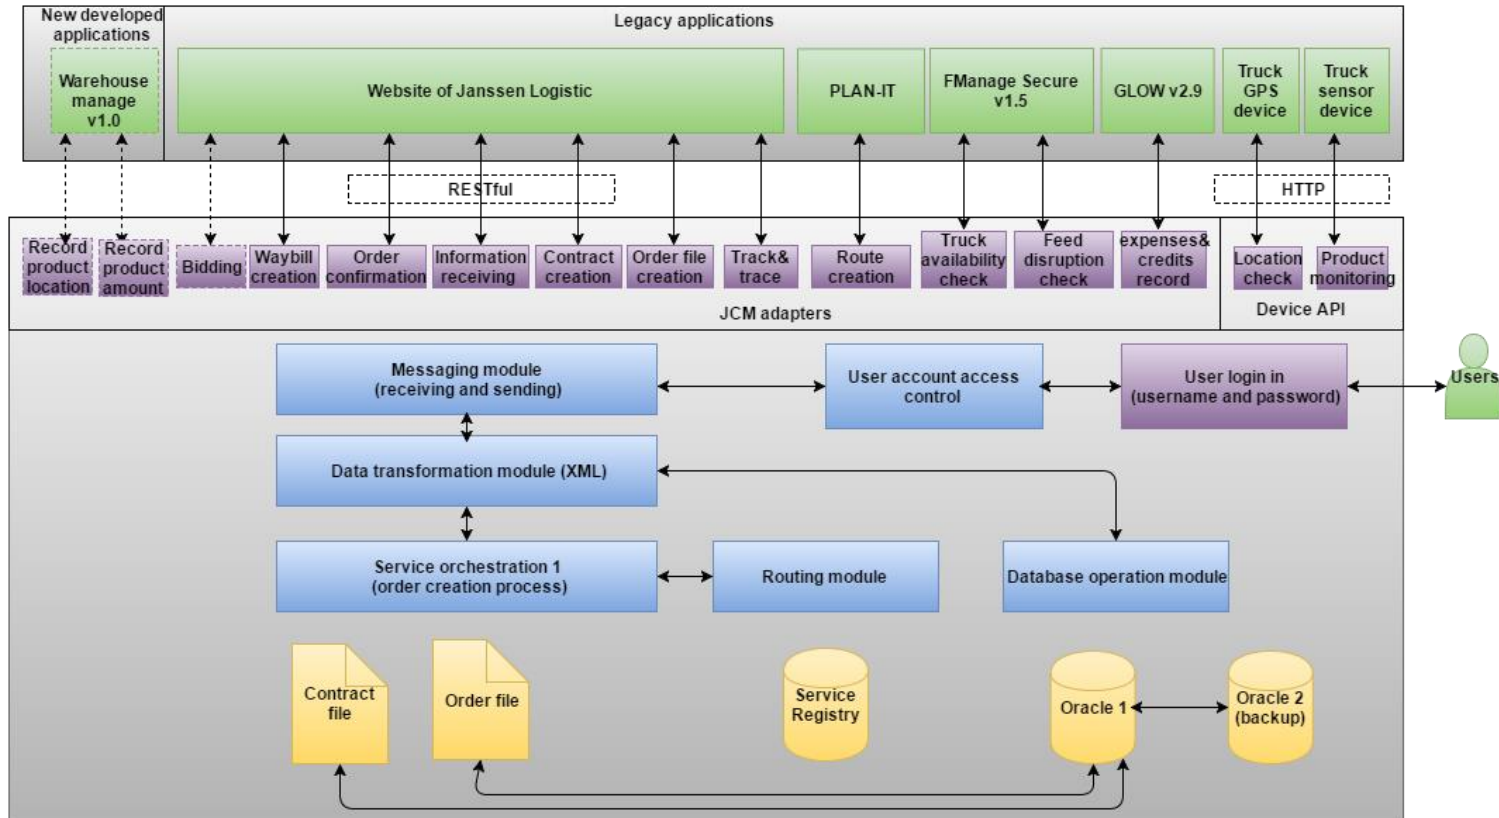 New developed
applications
Legacy applications
Warehouse
manage
v1.0
Website of Janssen Logistic
PLAN-IT
FManage Secure
v1.5
GLOW v2.9
Truck
GPS
device
Truck
sensor
device
RESTful
HTTP
Record
product
location
Record
product
amount
Bidding
Waybill
creation
Order
confirmation
Information
receiving
Contract
creation
Order file
creation
Track&
trace
Route
creation
Truck
availability
check
Feed
disruption
check
expenses&
credits
record
Location
check
Product
monitoring
JCM adapters
Device API
Messaging module
(receiving and sending)
User account access
control
User login in
(username and password)
Users
Data transformation module (XML)
Service orchestration 1
(order creation process)
Routing module
Database operation module
Contract
file
Order file
Service
Registry
Oracle 1
Oracle 2
(backup)